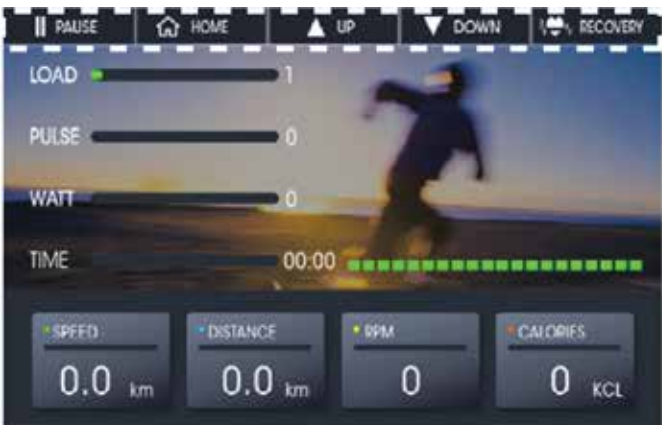 PAUSE HOME UP DOWN RECOVERY
LOAD 1
PULSE 0
WATT 0
TIME 00:00
SPEED DISTANCE RPM CALORIES
0.0 km 0.0 km 0 0 KCL